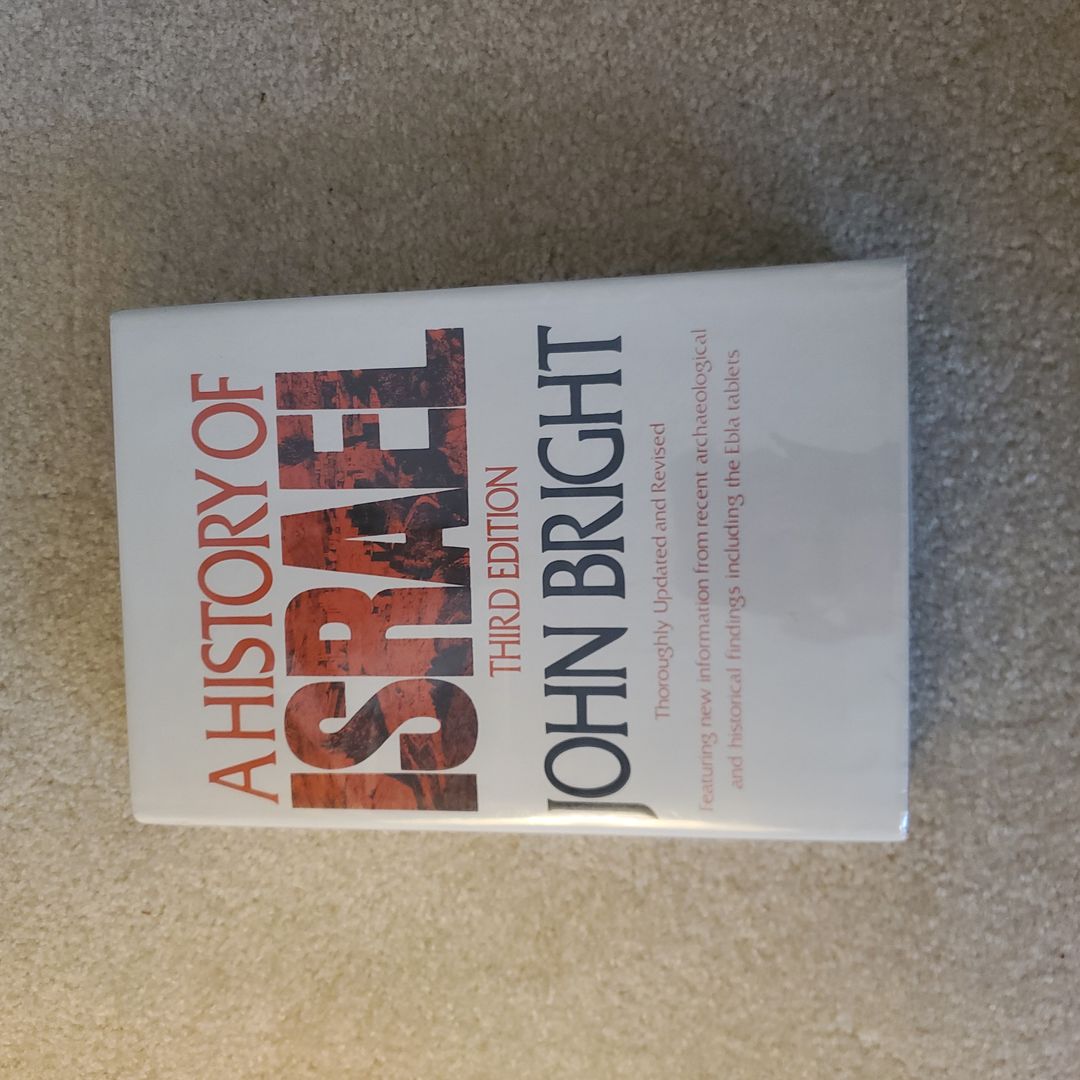 A HISTORY OF
ISRAEL
THIRD EDITION
JOHN BRIGHT
Thoroughly Updated and Revised
Featuring new information from recent archaeological
and historical findings including the Ebla tablets